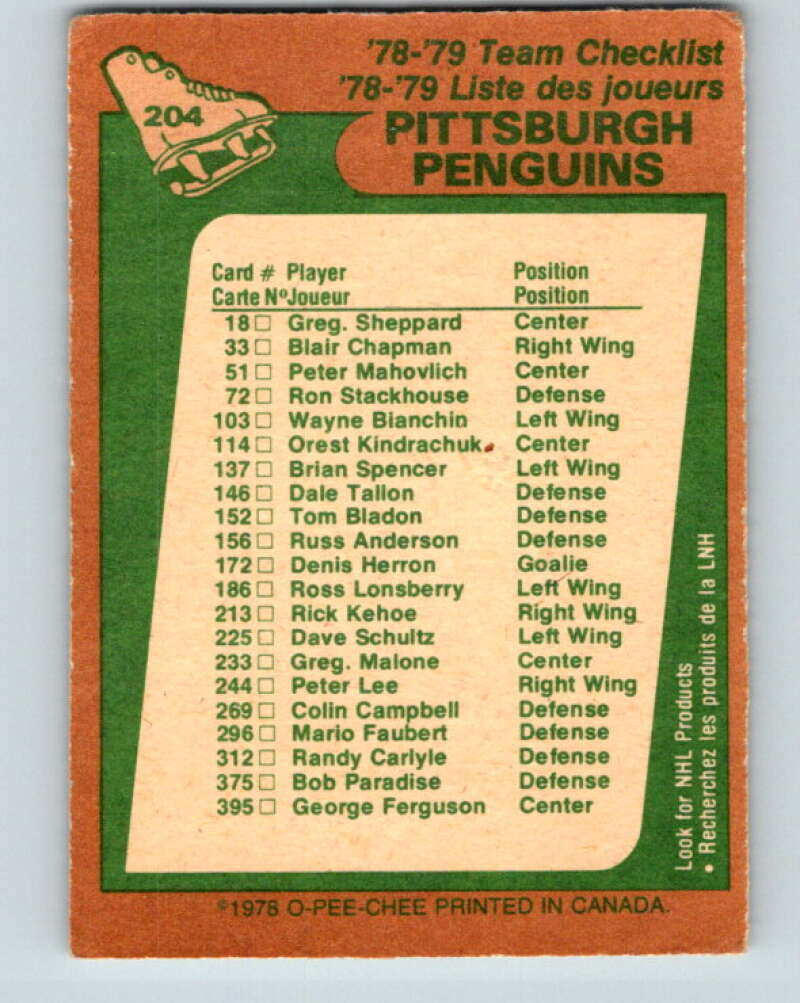 '78-'79 Team Checklist
'78-'79 Liste des joueurs
204
PITTSBURGH
PENGUINS
Card # Player Position
Carte Nº Joueur Position
18 □ Greg. Sheppard Center
33 □ Blair Chapman Right Wing
51 □ Peter Mahovlich Center
72 □ Ron Stackhouse Defense
103 □ Wayne Bianchin Left Wing
114 □ Orest Kindrachuk Center
137 □ Brian Spencer Left Wing
146 □ Dale Tallon Defense
152 □ Tom Bladon Defense
156 □ Russ Anderson Defense
172 □ Denis Herron Goalie
186 □ Ross Lonsberry Left Wing
213 □ Rick Kehoe Right Wing
225 □ Dave Schultz Left Wing
233 □ Greg. Malone Center
244 □ Peter Lee Right Wing
269 □ Colin Campbell Defense
296 □ Mario Faubert Defense
312 □ Randy Carlyle Defense
375 □ Bob Paradise Defense
395 □ George Ferguson Center
Look for NHL Products
• Recherchez les produits de la LNH
©1978 O-PEE-CHEE PRINTED IN CANADA.